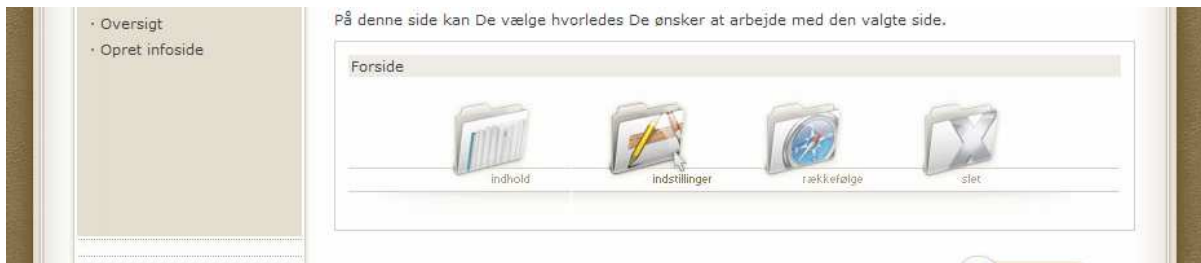 · Oversigt
· Opret infoside
På denne side kan De vælge hvorledes De ønsker at arbejde med den valgte side.
Forside
indhold indstillinger rækkefølge slet